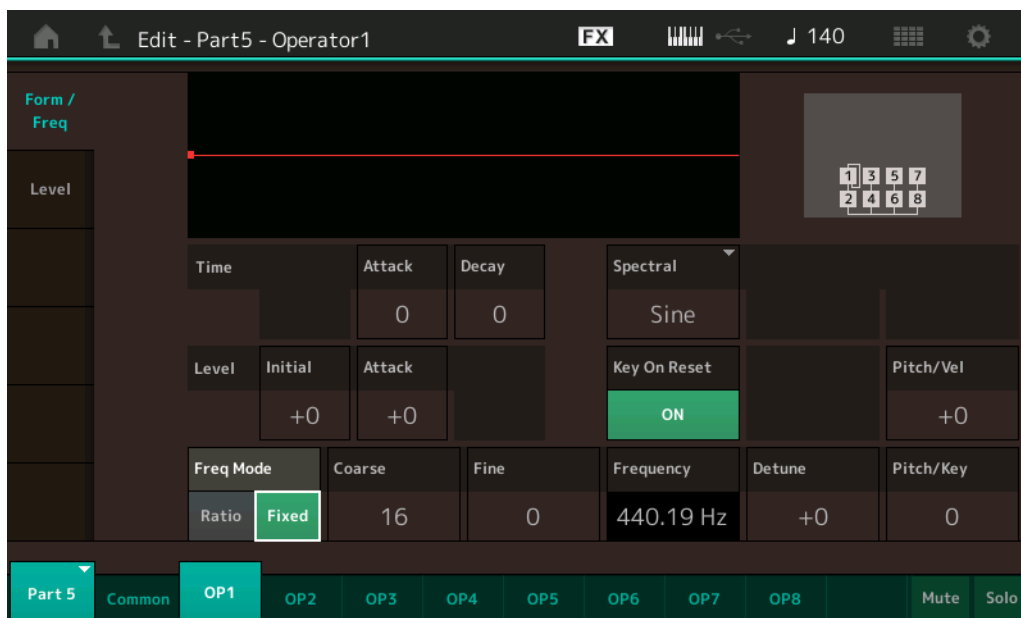 Edit - Part5 - Operator1 FX ♩ 140
Form /
Freq
Level
1 3 5 7
2 4 6 8
Time Attack Decay Spectral
0 0 Sine
Level Initial Attack Key On Reset Pitch/Vel
+0 +0 ON +0
Freq Mode Coarse Fine Frequency Detune Pitch/Key
Ratio Fixed 16 0 440.19 Hz +0 0
Part 5 Common OP1 OP2 OP3 OP4 OP5 OP6 OP7 OP8 Mute Solo